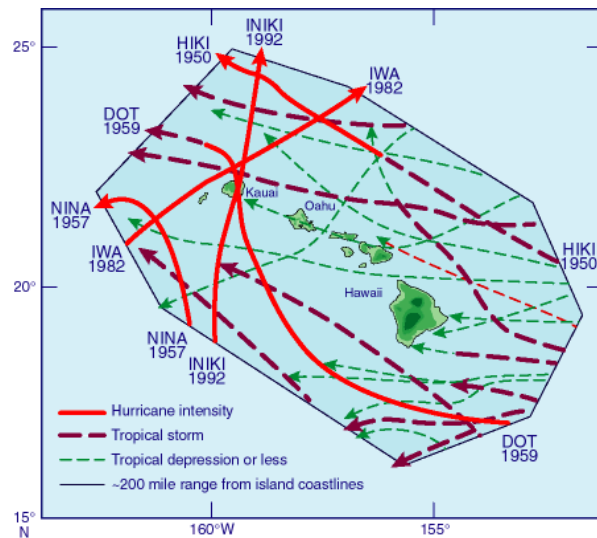 25°
INIKI
1992
HIKI
1950
IWA
1982
DOT
1959
Kauai
Oahu
NINA
1957
IWA
1982
HIKI
1950
20°
Hawaii
NINA
1957
INIKI
1992
Hurricane intensity
Tropical storm
Tropical depression or less
~200 mile range from island coastlines
DOT
1959
15°
N
160°W
155°